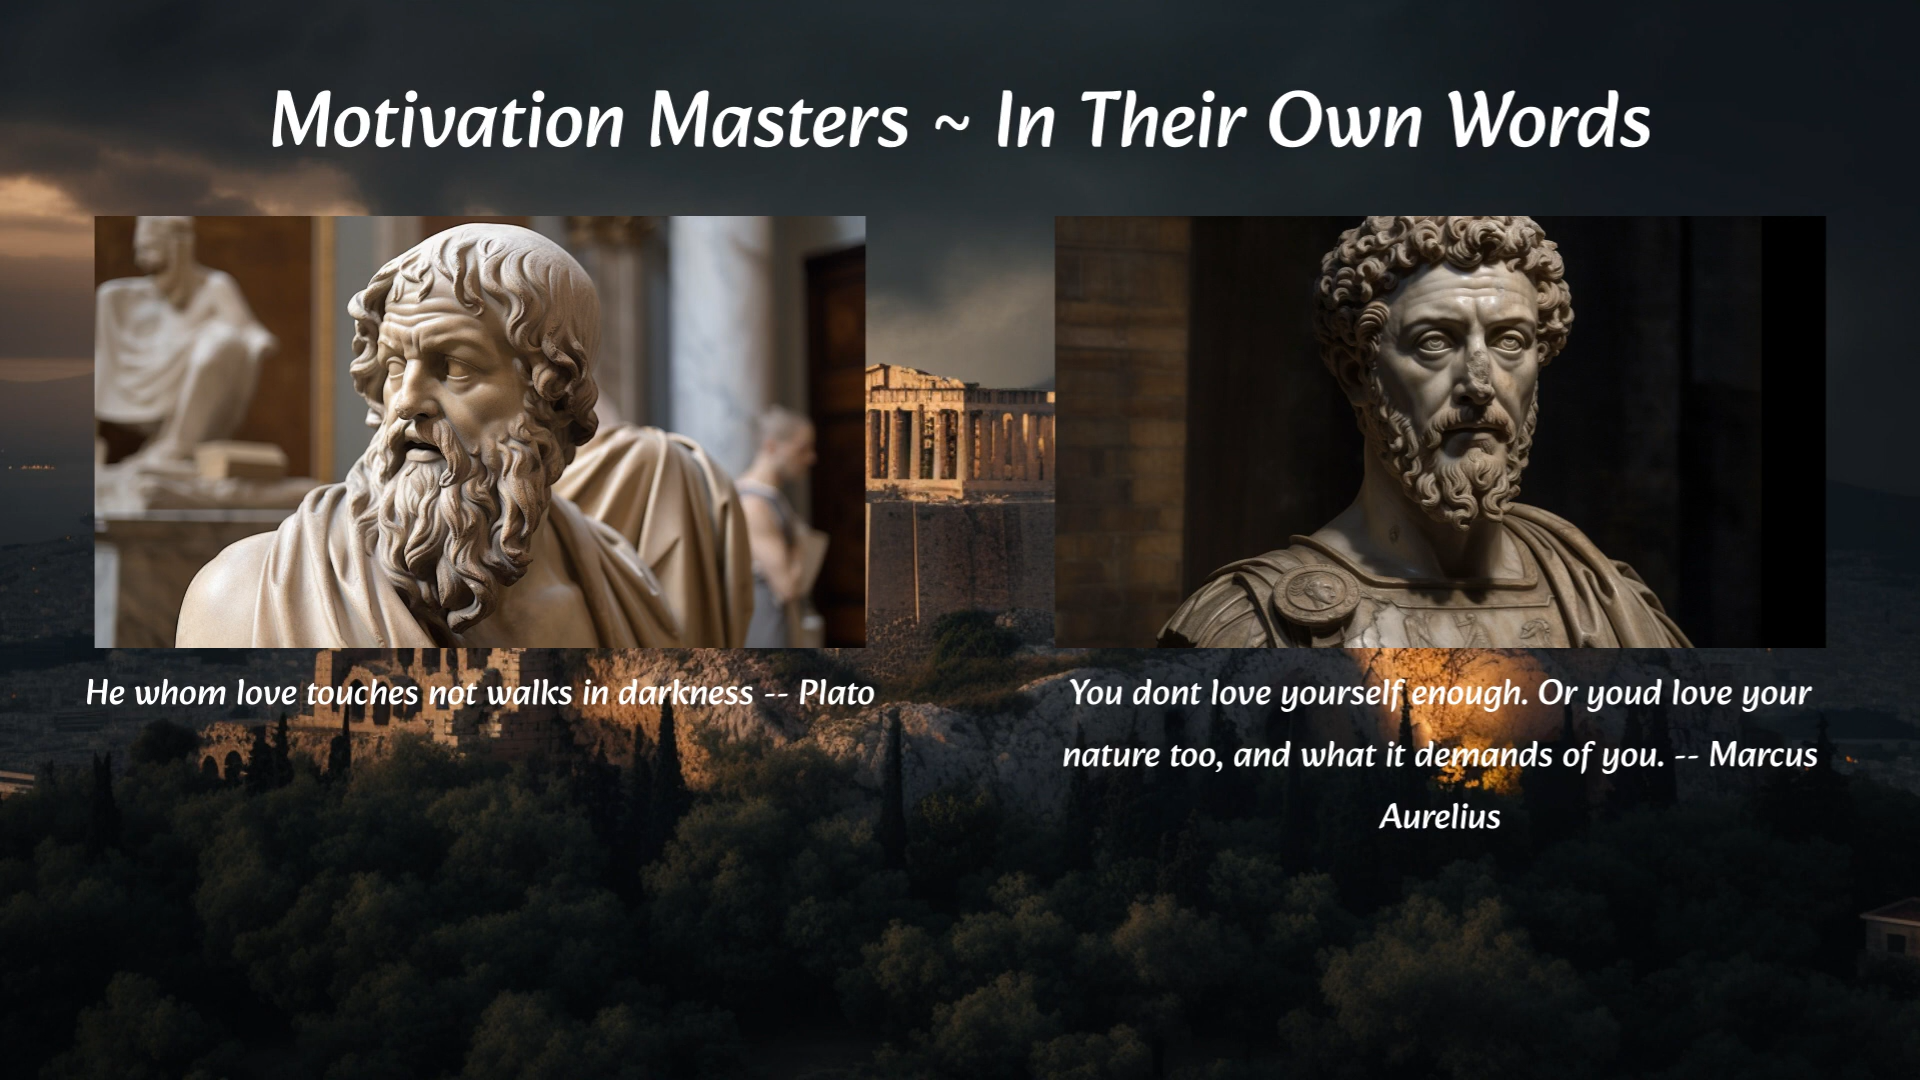 Motivation Masters ~ In Their Own Words
He whom love touches not walks in darkness -- Plato
You dont love yourself enough. Or youd love your
nature too, and what it demands of you. -- Marcus
Aurelius